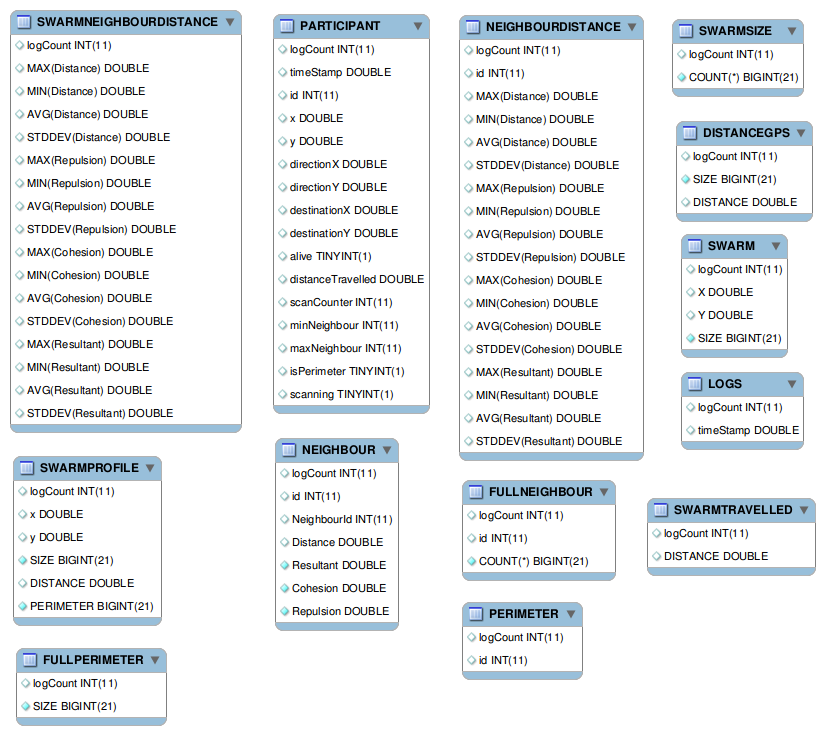 SWARMNEIGHBOURDISTANCE
logCount INT(11)
MAX(Distance) DOUBLE
MIN(Distance) DOUBLE
AVG(Distance) DOUBLE
STDDEV(Distance) DOUBLE
MAX(Repulsion) DOUBLE
MIN(Repulsion) DOUBLE
AVG(Repulsion) DOUBLE
STDDEV(Repulsion) DOUBLE
MAX(Cohesion) DOUBLE
MIN(Cohesion) DOUBLE
AVG(Cohesion) DOUBLE
STDDEV(Cohesion) DOUBLE
MAX(Resultant) DOUBLE
MIN(Resultant) DOUBLE
AVG(Resultant) DOUBLE
STDDEV(Resultant) DOUBLE
SWARMPROFILE
logCount INT(11)
x DOUBLE
y DOUBLE
SIZE BIGINT(21)
DISTANCE DOUBLE
PERIMETER BIGINT(21)
FULLPERIMETER
logCount INT(11)
SIZE BIGINT(21)
PARTICIPANT
logCount INT(11)
timeStamp DOUBLE
id INT(11)
x DOUBLE
y DOUBLE
directionX DOUBLE
directionY DOUBLE
destinationX DOUBLE
destinationY DOUBLE
alive TINYINT(1)
distanceTravelled DOUBLE
scanCounter INT(11)
minNeighbour INT(11)
maxNeighbour INT(11)
isPerimeter TINYINT(1)
scanning TINYINT(1)
NEIGHBOUR
logCount INT(11)
id INT(11)
NeighbourId INT(11)
Distance DOUBLE
Resultant DOUBLE
Cohesion DOUBLE
Repulsion DOUBLE
NEIGHBOURDISTANCE
logCount INT(11)
id INT(11)
MAX(Distance) DOUBLE
MIN(Distance) DOUBLE
AVG(Distance) DOUBLE
STDDEV(Distance) DOUBLE
MAX(Repulsion) DOUBLE
MIN(Repulsion) DOUBLE
AVG(Repulsion) DOUBLE
STDDEV(Repulsion) DOUBLE
MAX(Cohesion) DOUBLE
MIN(Cohesion) DOUBLE
AVG(Cohesion) DOUBLE
STDDEV(Cohesion) DOUBLE
MAX(Resultant) DOUBLE
MIN(Resultant) DOUBLE
AVG(Resultant) DOUBLE
STDDEV(Resultant) DOUBLE
FULLNEIGHBOUR
logCount INT(11)
id INT(11)
COUNT(*) BIGINT(21)
PERIMETER
logCount INT(11)
id INT(11)
SWARMSIZE
logCount INT(11)
COUNT(*) BIGINT(21)
DISTANCEGPS
logCount INT(11)
SIZE BIGINT(21)
DISTANCE DOUBLE
SWARM
logCount INT(11)
X DOUBLE
Y DOUBLE
SIZE BIGINT(21)
LOGS
logCount INT(11)
timeStamp DOUBLE
SWARMTRAVELLED
logCount INT(11)
DISTANCE DOUBLE